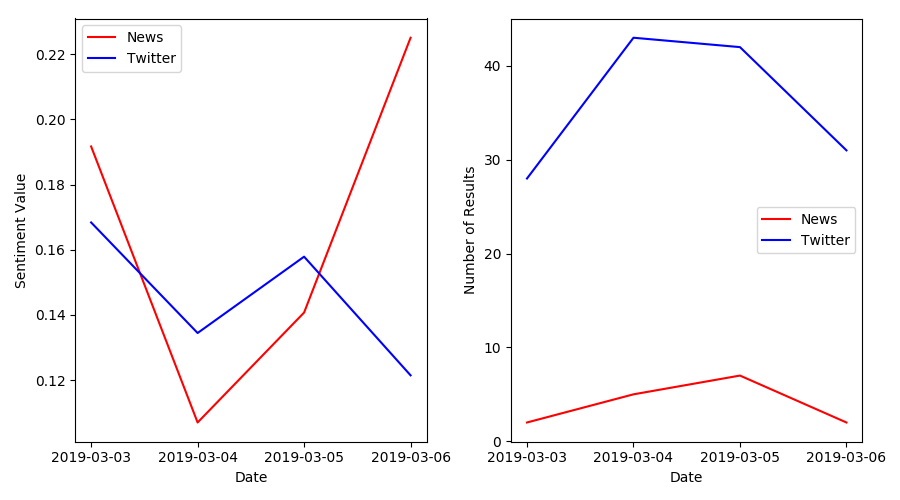 News
Twitter
0.22
0.20
0.18
0.16
0.14
0.12
Sentiment Value
2019-03-03 2019-03-04 2019-03-05 2019-03-06
Date
40
30
20
10
0
Number of Results
News
Twitter
2019-03-03 2019-03-04 2019-03-05 2019-03-06
Date